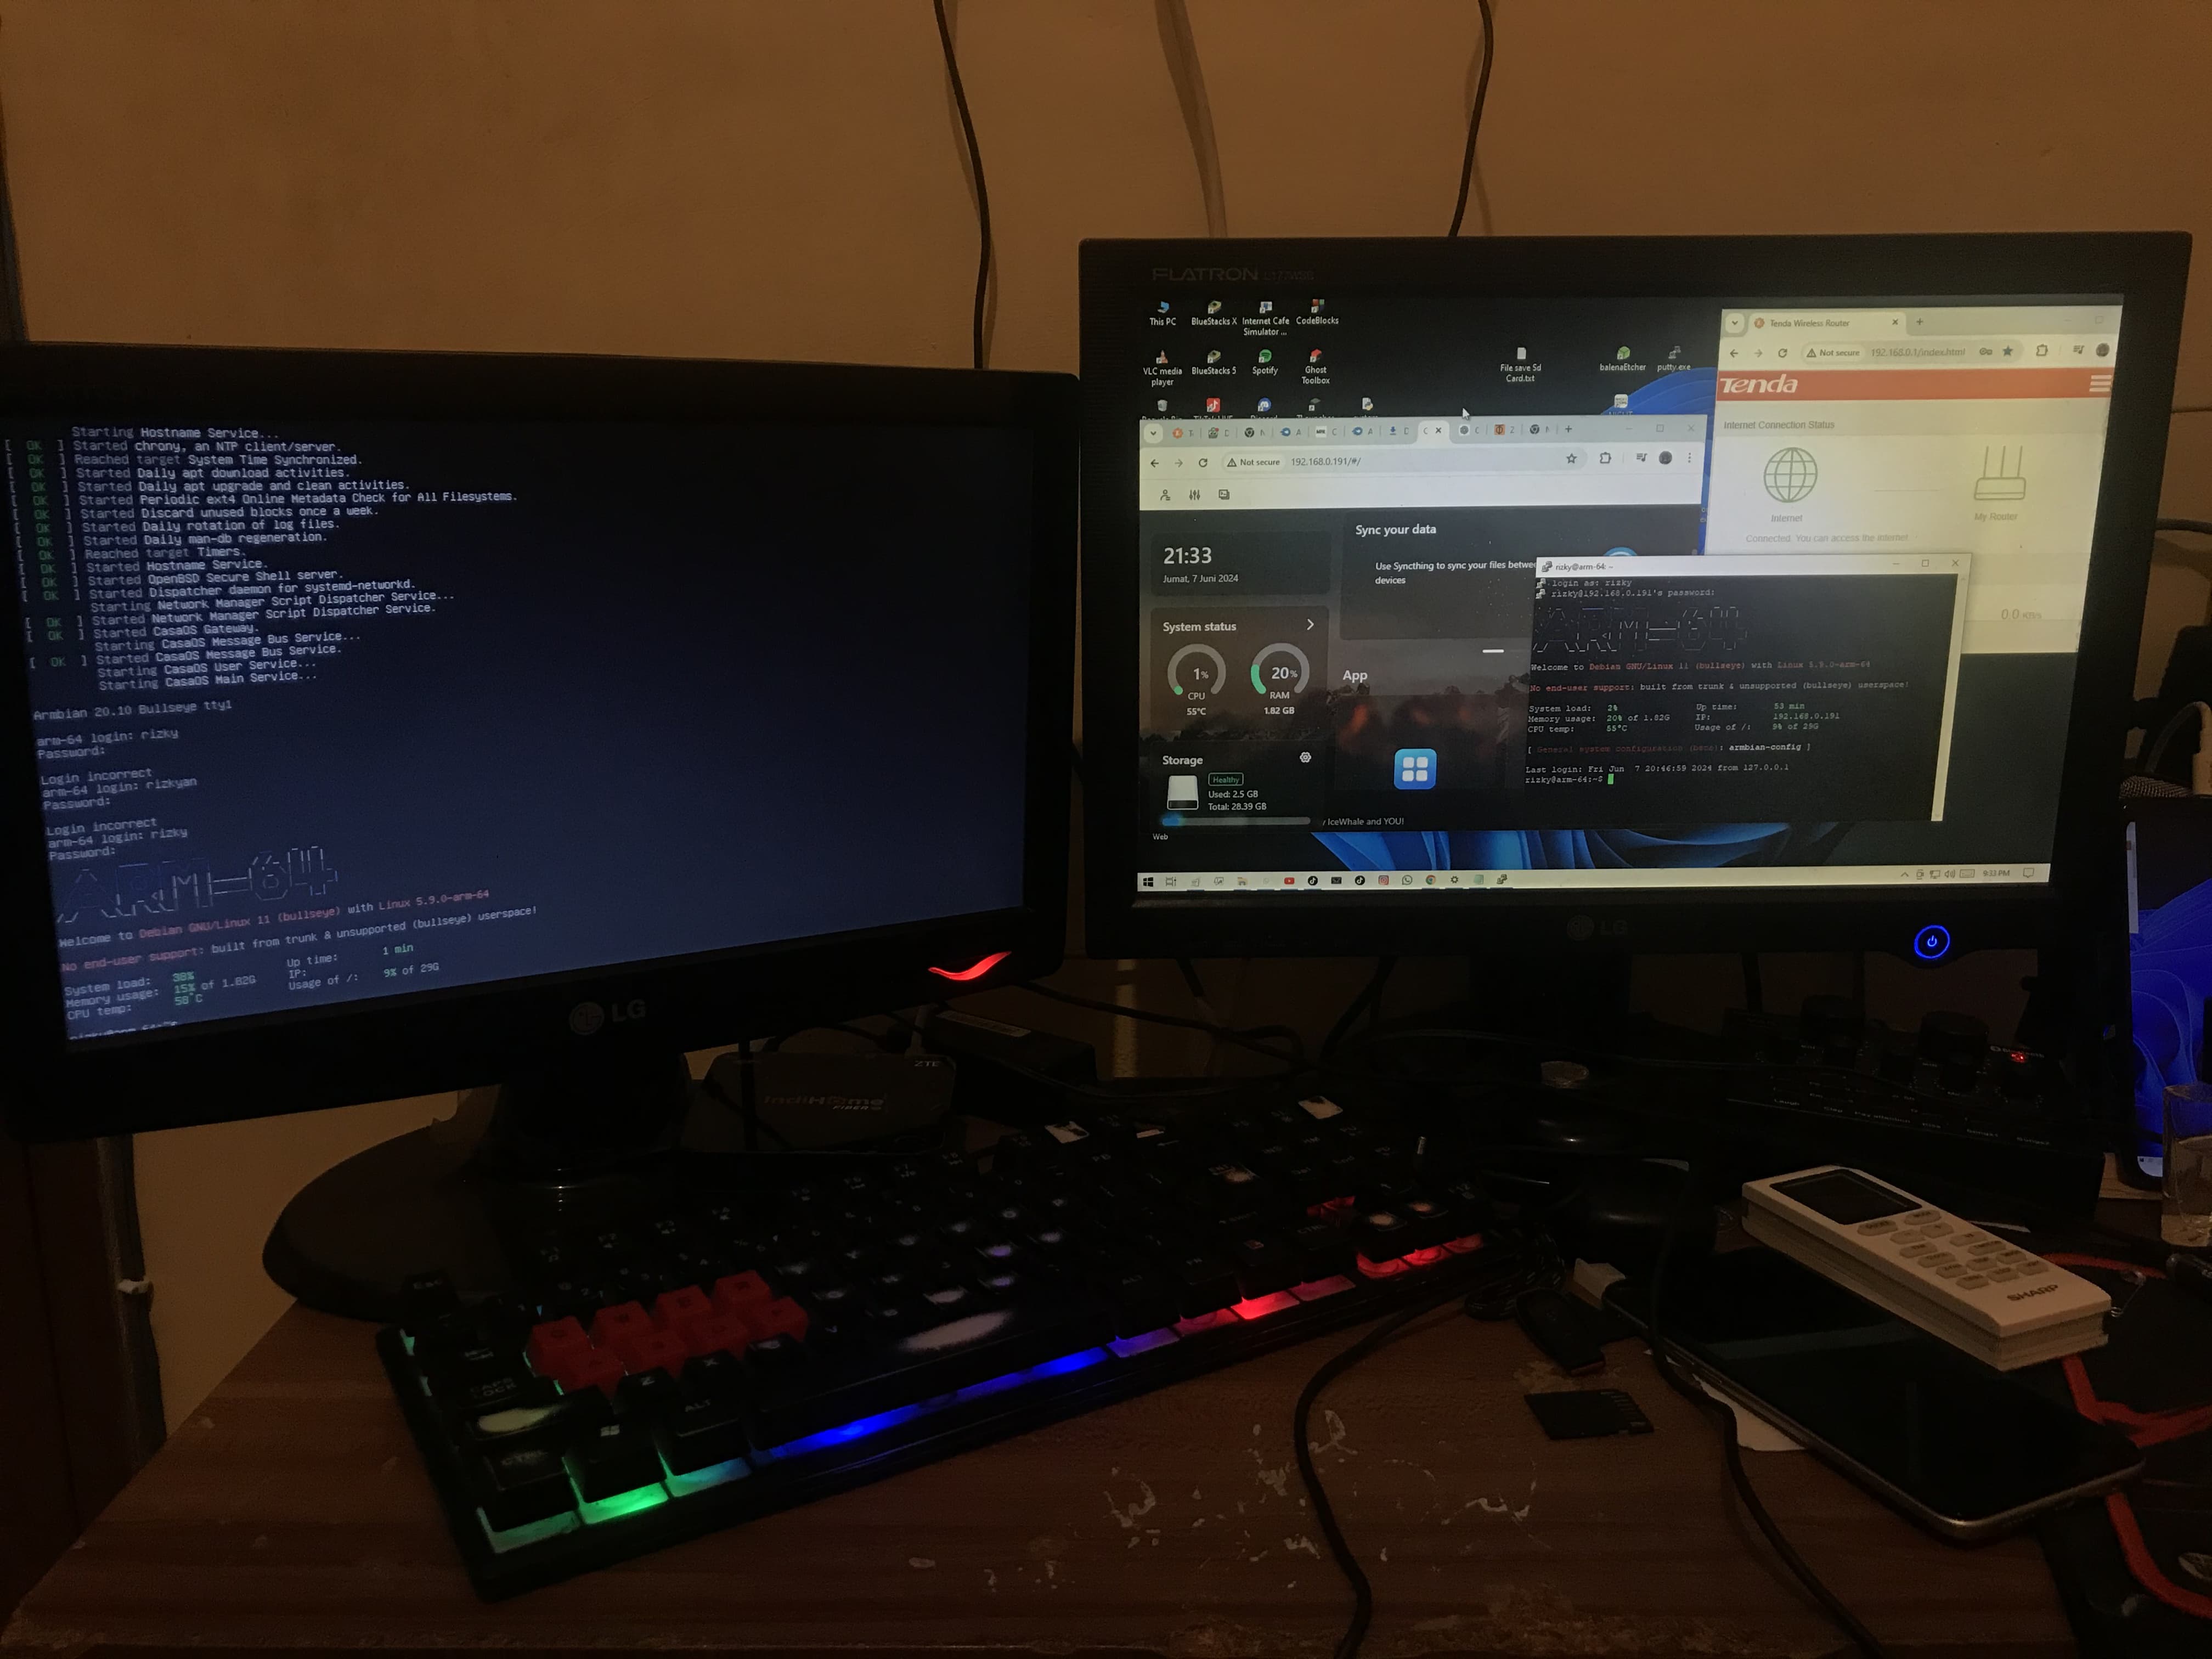 Starting Hostname Service...
[ OK ] Started chrony, an NTP client/server.
[ OK ] Reached target System Time Synchronized.
[ OK ] Started Daily apt download activities.
[ OK ] Started Daily apt upgrade and clean activities.
[ OK ] Started Periodic ext4 Online Metadata Check for All Filesystems.
[ OK ] Started Discard unused blocks once a week.
[ OK ] Started Daily rotation of log files.
[ OK ] Started Daily man-db regeneration.
[ OK ] Reached target Timers.
[ OK ] Started Hostname Service.
[ OK ] Started OpenBSD Secure Shell server.
[ OK ] Started Dispatcher daemon for systemd-networkd.
Starting Network Manager Script Dispatcher Service...
[ OK ] Started Network Manager Script Dispatcher Service.
[ OK ] Started CasaOS Gateway.
Starting CasaOS Message Bus Service...
[ OK ] Started CasaOS Message Bus Service.
Starting CasaOS User Service...
Starting CasaOS Main Service...
Armbian 20.10 Bullseye tty1
arm-64 login: rizky
Password:
Login incorrect
arm-64 login: rizkyan
Password:
Login incorrect
arm-64 login: rizky
Password:
ARM-64
Welcome to Debian GNU/Linux 11 (bullseye) with Linux 5.9.0-arm-64
No end-user support: built from trunk & unsupported (bullseye) userspace!
System load: 38% Up time: 1 min
Memory usage: 15% of 1.82G IP:
CPU temp: 58°C Usage of /: 9% of 29G
LG
FLATRON
This PC
BlueStacks X
Internet Cafe Simulator ...
CodeBlocks
VLC media player
BlueStacks 5
Spotify
Ghost Toolbox
File save Sd Card.txt
balenaEtcher
putty.exe
Tenda Wireless Router
Not secure 192.168.0.1/index.html
Tenda
Internet Connection Status
Internet
My Router
Connected. You can access the internet
0.0
Not secure 192.168.0.191/#/
21:33
Jumat, 7 Juni 2024
Sync your data
Use Syncthing to sync your files betwe
devices
System status
1%
CPU
55°C
20%
RAM
1.82 GB
App
Storage
Healthy
Used: 2.5 GB
Total: 28.39 GB
Web
/ IceWhale and YOU!
rizky@arm-64: ~
login as: rizky
rizky@192.168.0.191's password:
ARM-64
Welcome to Debian GNU/Linux 11 (bullseye) with Linux 5.9.0-arm-64
No end-user support: built from trunk & unsupported (bullseye) userspace!
System load: 2% Up time: 53 min
Memory usage: 20% of 1.82G IP: 192.168.0.191
CPU temp: 55°C Usage of /: 9% of 29G
[ General system configuration (beta): armbian-config ]
Last login: Fri Jun 7 20:46:59 2024 from 127.0.0.1
rizky@arm-64:~$
9:33 PM
LG
ZTE
IndiHome
FIBER
CAPS LOCK
Z
X
ALT
SHARP